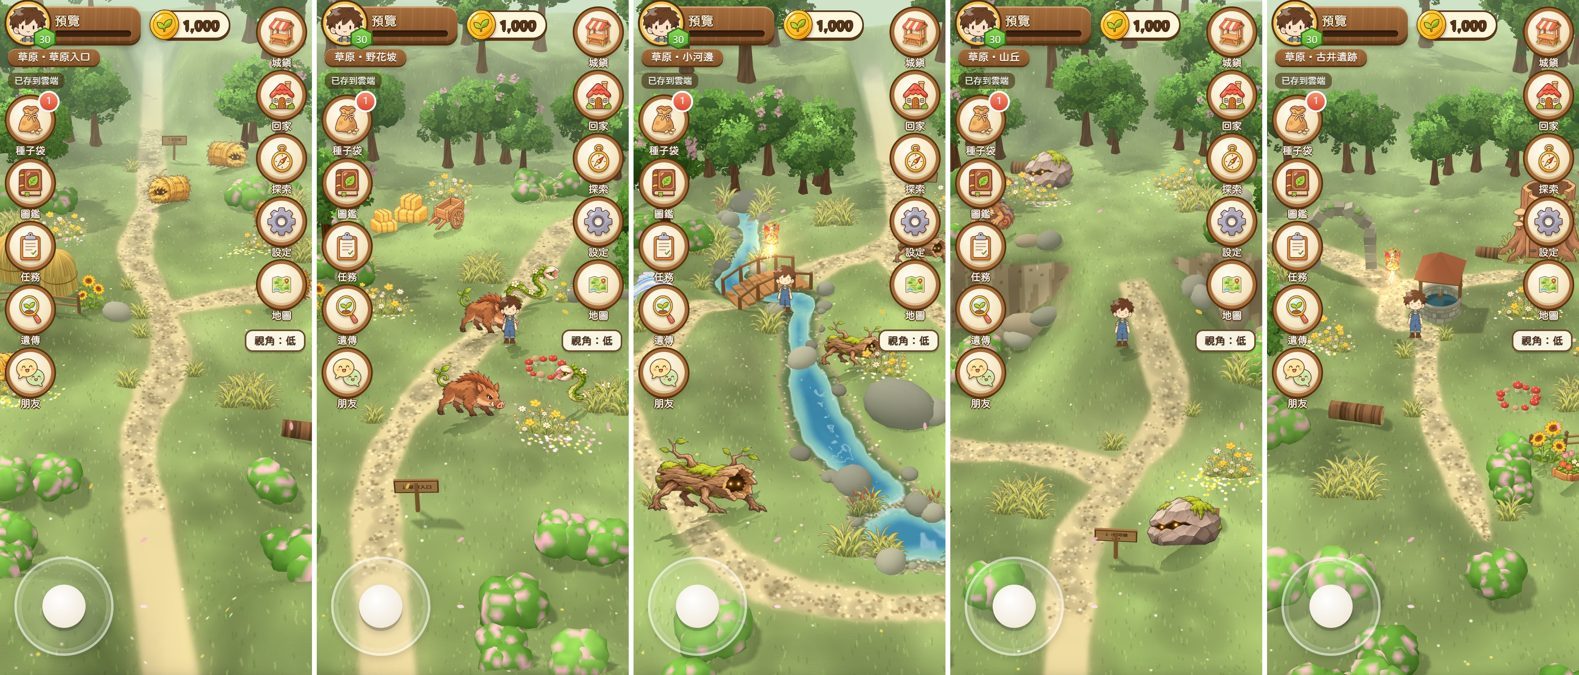 預覽
1,000
30
草原・草原入口
已存到雲端
1
城鎮
種子袋
回家
圖鑑
探索
任務
設定
遺傳
地圖
視角：低
朋友
預覽
1,000
30
草原・野花坡
已存到雲端
1
城鎮
種子袋
回家
圖鑑
探索
任務
設定
遺傳
地圖
視角：低
朋友
預覽
1,000
30
草原・小河邊
已存到雲端
1
城鎮
種子袋
回家
圖鑑
探索
任務
設定
遺傳
地圖
視角：低
朋友
預覽
1,000
30
草原・山丘
已存到雲端
1
城鎮
種子袋
回家
圖鑑
探索
任務
設定
遺傳
地圖
視角：低
朋友
預覽
1,000
30
草原・古井遺跡
已存到雲端
1
城鎮
種子袋
回家
圖鑑
探索
任務
設定
遺傳
地圖
視角：低
朋友